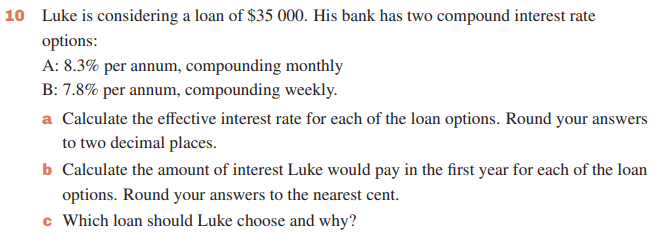 10 Luke is considering a loan of $35 000. His bank has two compound interest rate
options:
A: 8.3% per annum, compounding monthly
B: 7.8% per annum, compounding weekly.
a Calculate the effective interest rate for each of the loan options. Round your answers
to two decimal places.
b Calculate the amount of interest Luke would pay in the first year for each of the loan
options. Round your answers to the nearest cent.
c Which loan should Luke choose and why?